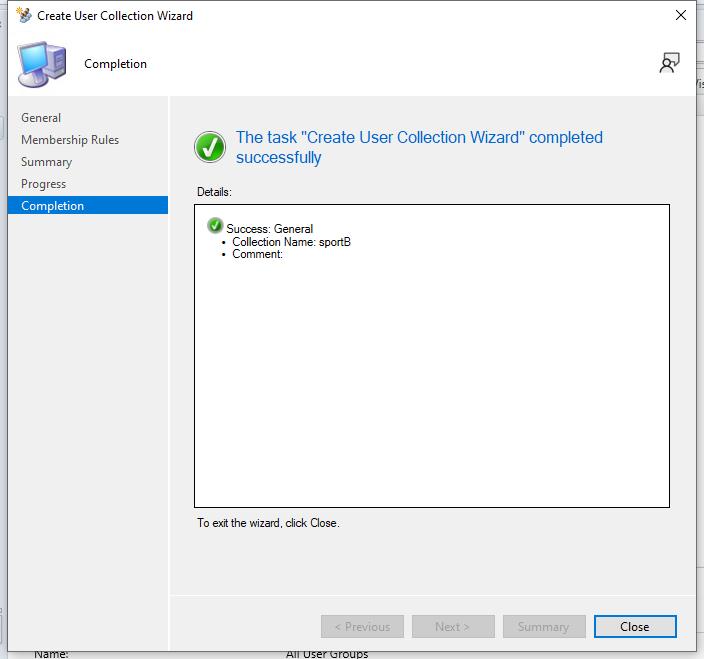 Create User Collection Wizard
Completion
General
Membership Rules
Summary
Progress
Completion
The task "Create User Collection Wizard" completed
successfully
Details:
Success: General
• Collection Name: sportB
• Comment:
To exit the wizard, click Close.
< Previous
Next >
Summary
Close
Name:
All User Groups